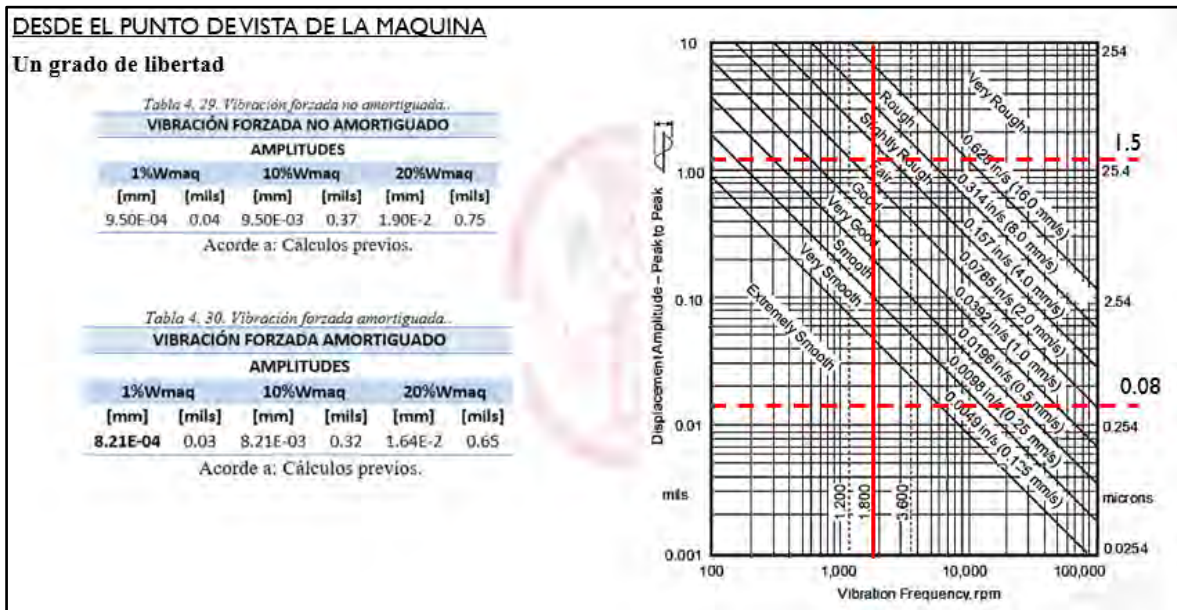 DESDE EL PUNTO DE VISTA DE LA MAQUINA
Un grado de libertad
Tabla 4. 29. Vibración forzada no amortiguada..
VIBRACIÓN FORZADA NO AMORTIGUADO
AMPLITUDES
1%Wmaq 10%Wmaq 20%Wmaq
[mm] [mils] [mm] [mils] [mm] [mils]
9.50E-04 0.04 9.50E-03 0.37 1.90E-2 0.75
Acorde a: Cálculos previos.
Tabla 4. 30. Vibración forzada amortiguada..
VIBRACIÓN FORZADA AMORTIGUADO
AMPLITUDES
1%Wmaq 10%Wmaq 20%Wmaq
[mm] [mils] [mm] [mils] [mm] [mils]
8.21E-04 0.03 8.21E-03 0.32 1.64E-2 0.65
Acorde a: Cálculos previos.
Displacement Amplitude – Peak to Peak
10
1.00
0.10
0.01
mils
0.001
254
1.5
25.4
2.54
0.08
0.254
microns
0.0254
Very Rough
Rough
Slightly Rough
Fair
Good
Very Good
Smooth
Very Smooth
Extremely Smooth
0.628 in/s (16.0 mm/s)
0.314 in/s (8.0 mm/s)
0.157 in/s (4.0 mm/s)
0.0785 in/s (2.0 mm/s)
0.0392 in/s (1.0 mm/s)
0.0196 in/s (0.5 mm/s)
0.0098 in/s (0.25 mm/s)
0.0049 in/s (0.125 mm/s)
1,200
1,800
3,600
100 1,000 10,000 100,000
Vibration Frequency, rpm